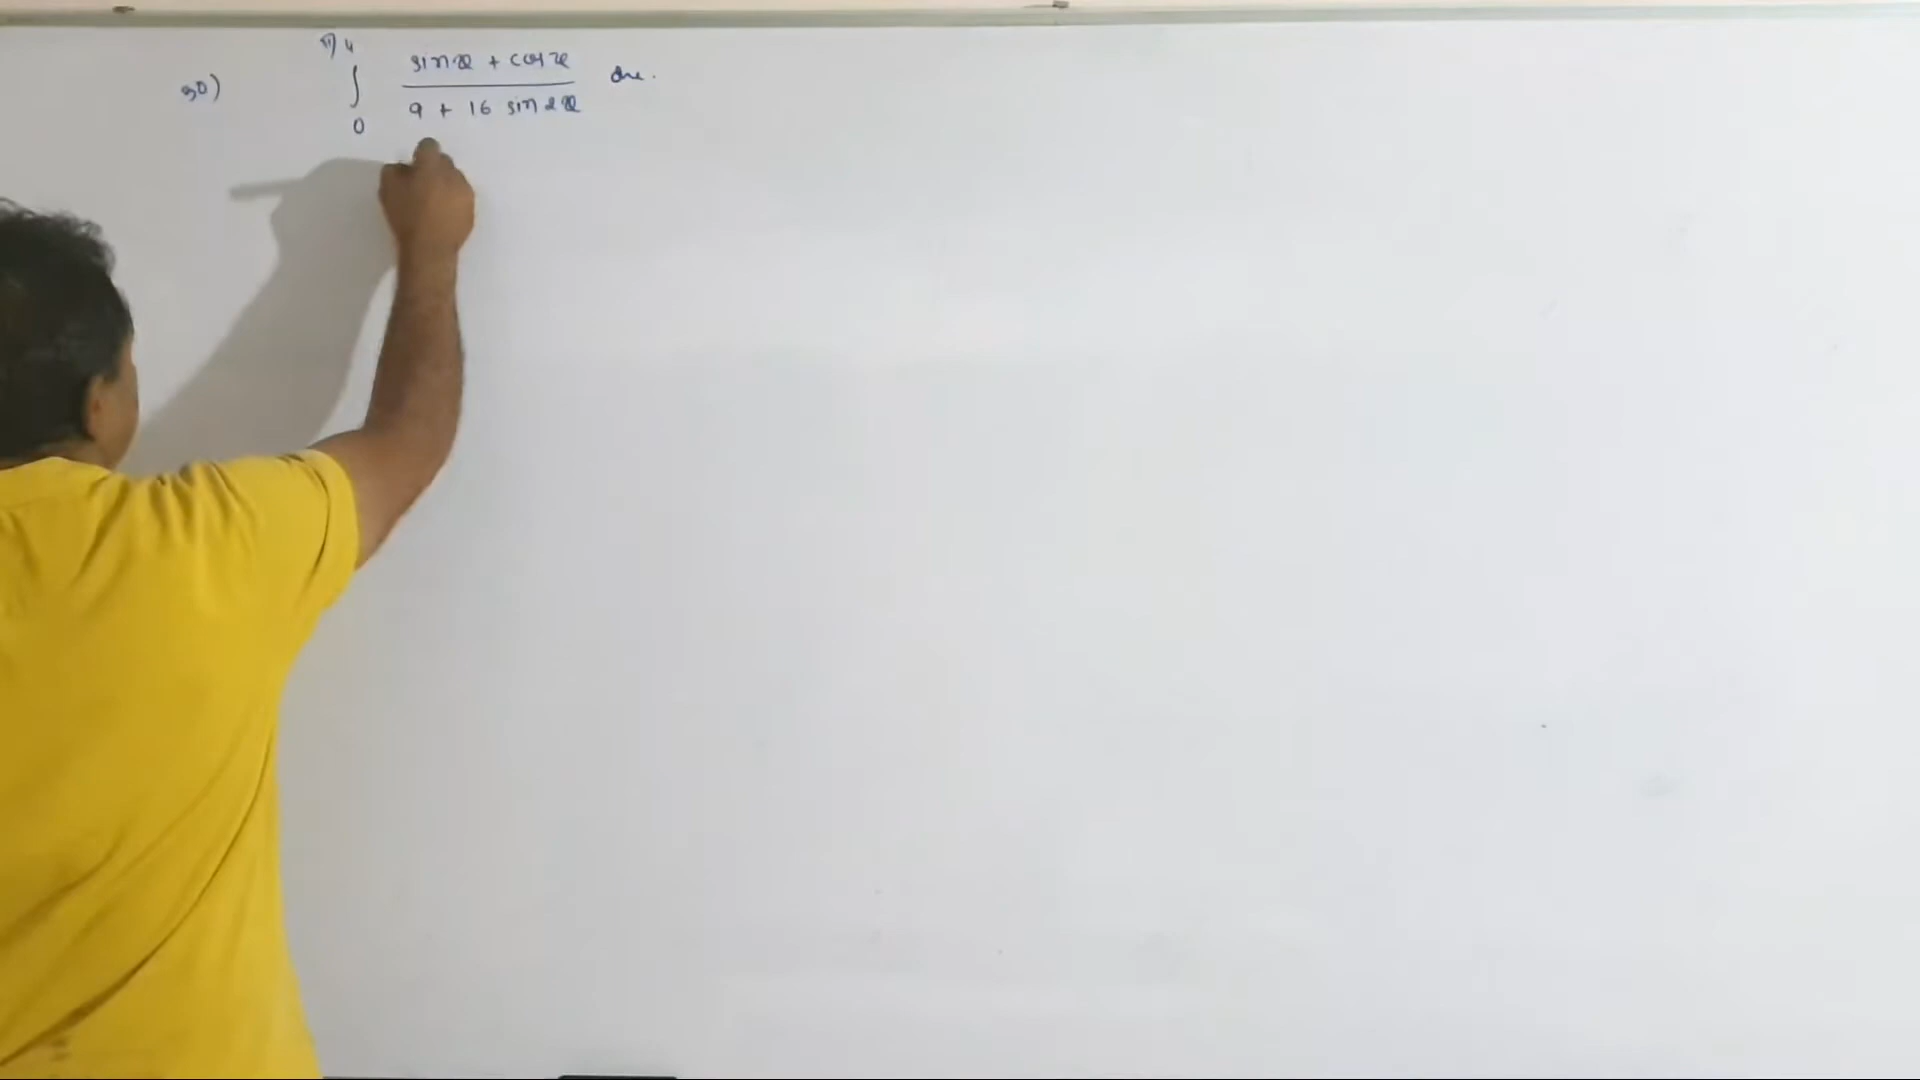 30) ∫₀^π/4 (sin x + cos x) / (9 + 16 sin 2x) dx.